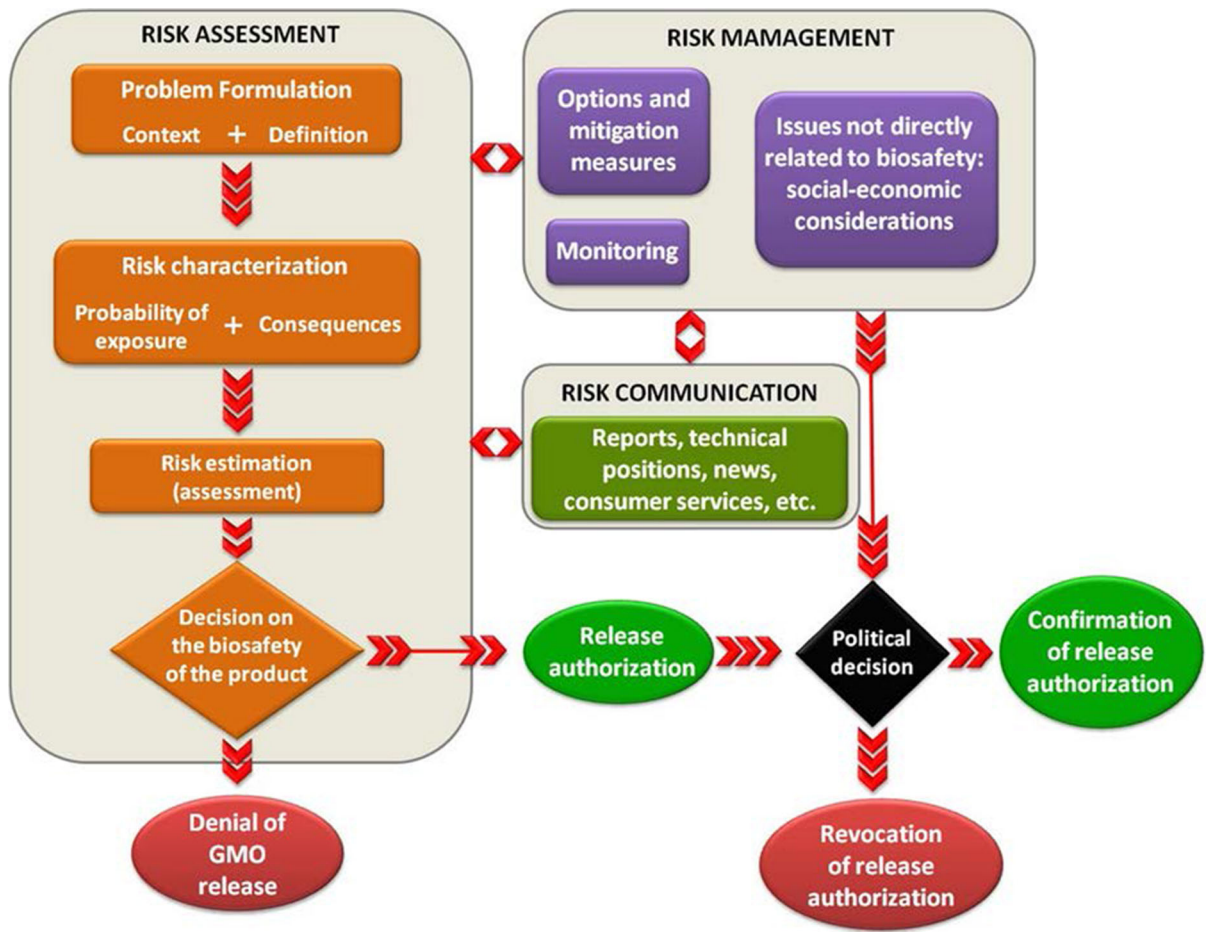 RISK ASSESSMENT
Problem Formulation
Context + Definition
Risk characterization
Probability of
exposure
+ Consequences
Risk estimation
(assessment)
Decision on
the biosafety
of the product
Denial of
GMO
release
RISK MAMAGEMENT
Options and
mitigation
measures
Monitoring
Issues not directly
related to biosafety:
social-economic
considerations
RISK COMMUNICATION
Reports, technical
positions, news,
consumer services, etc.
Release
authorization
Political
decision
Confirmation
of release
authorization
Revocation
of release
authorization